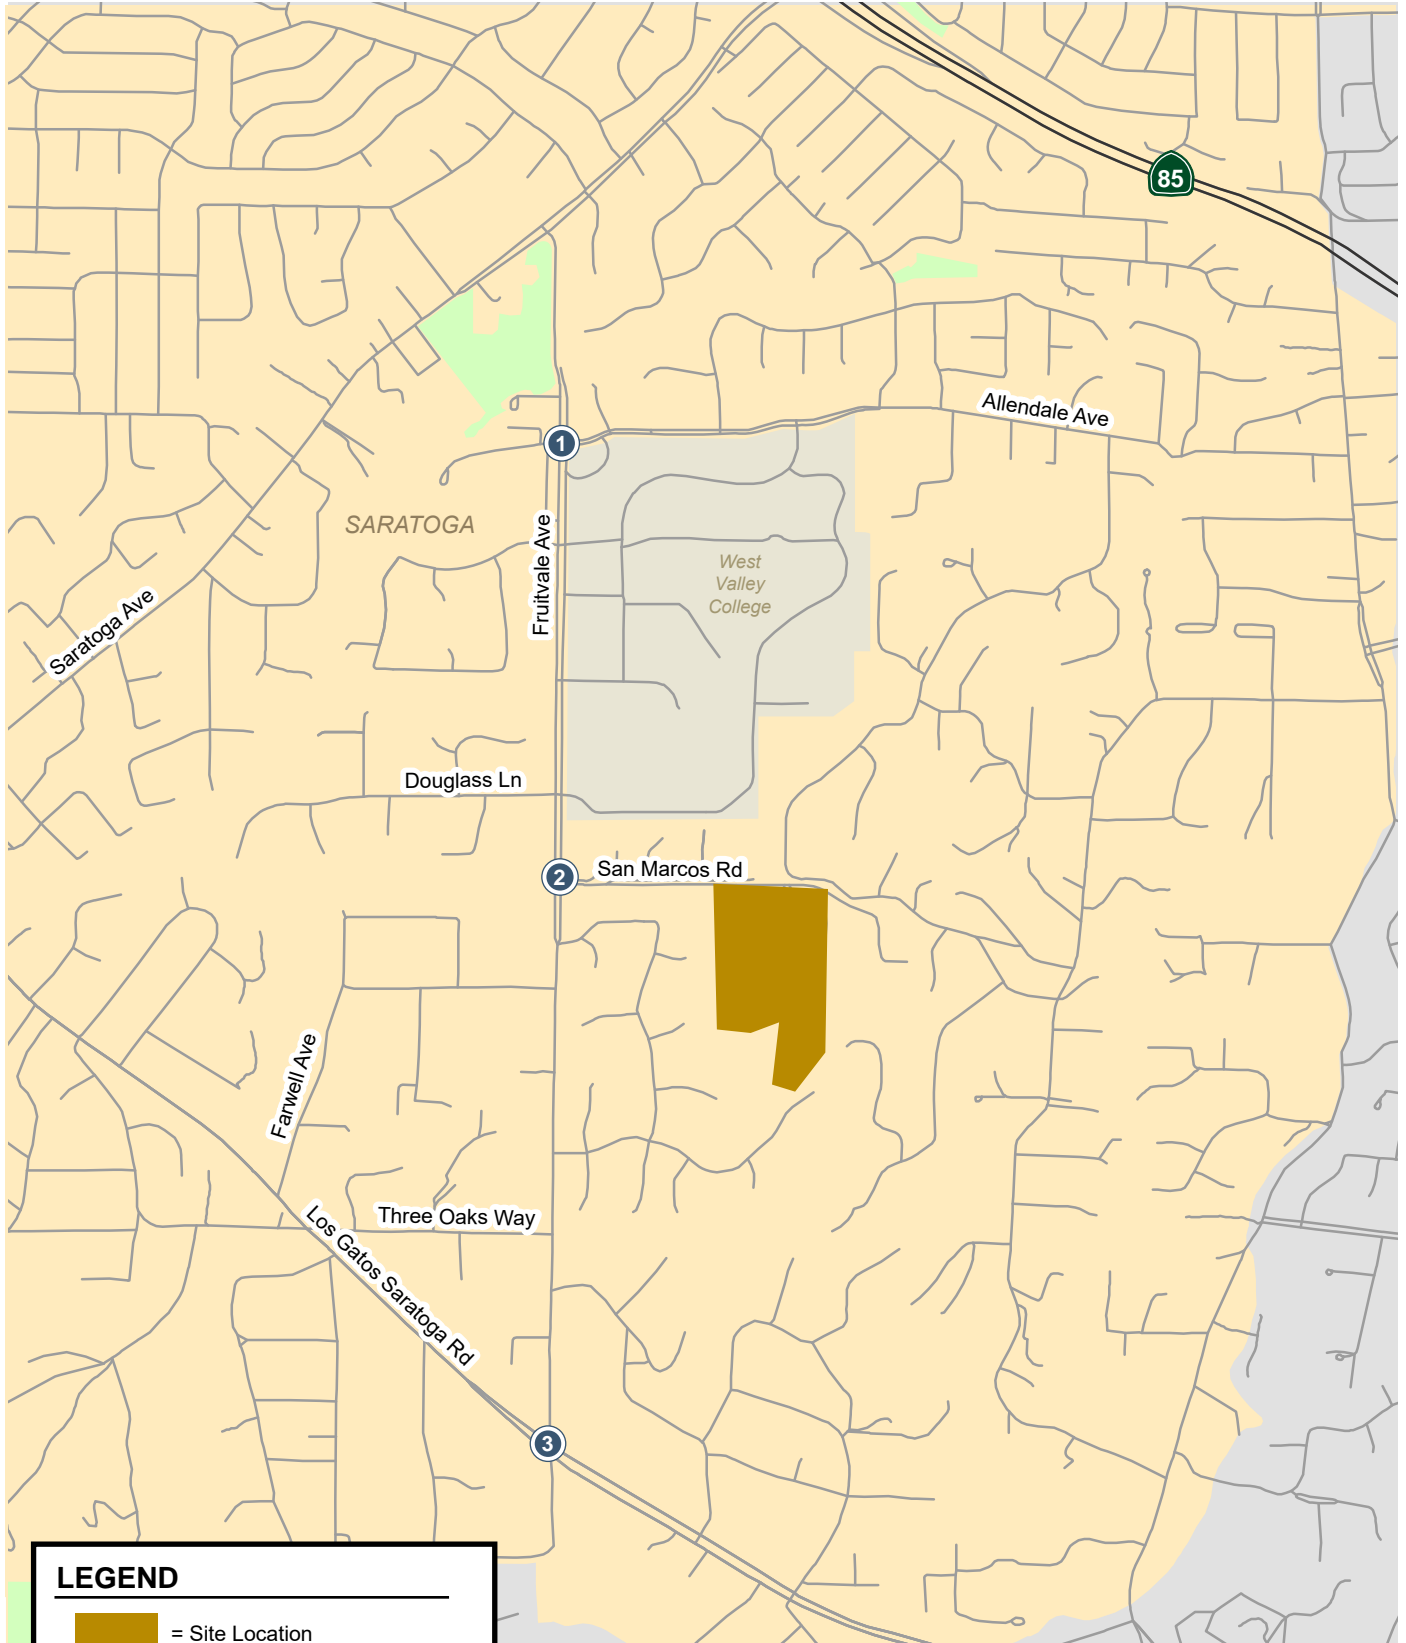 85
Allendale Ave
1
SARATOGA
Fruitvale Ave
West
Valley
College
Saratoga Ave
Douglass Ln
2
San Marcos Rd
Farwell Ave
Three Oaks Way
Los Gatos Saratoga Rd
3
LEGEND
= Site Location